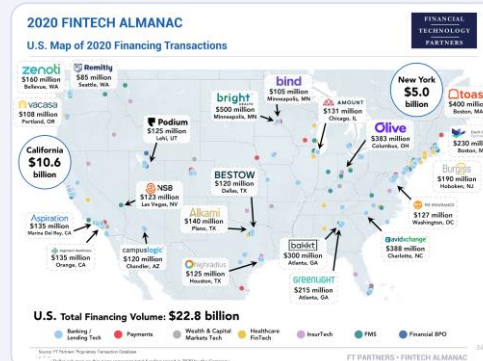 2020 FINTECH ALMANAC
U.S. Map of 2020 Financing Transactions
FINANCIAL
TECHNOLOGY
PARTNERS
zenoti
$160 million
Bellevue, WA
Remitly
$85 million
Seattle, WA
vacasa
$108 million
Portland, OR
California
$10.6
billion
Podium
$125 million
Lehi, UT
bright
HEALTH
$500 million
Minneapolis, MN
bind
$105 million
Minneapolis, MN
AMOUNT
$131 million
Chicago, IL
New York
$5.0
billion
toast
$400 million
Boston, MA
Olive
$383 million
Columbus, OH
$230 million
Boston, MA
Burgiss
$190 million
Hoboken, NJ
$127 million
Washington, DC
avidxchange
$388 million
Charlotte, NC
NS8
$123 million
Las Vegas, NV
BESTOW
$120 million
Dallas, TX
Alkami
$140 million
Plano, TX
Aspiration
$135 million
Marina Del Rey, CA
$135 million
Orange, CA
campuslogic
$120 million
Chandler, AZ
highradius
$125 million
Houston, TX
bakkt
$300 million
Atlanta, GA
GREENLIGHT
$215 million
Atlanta, GA
U.S. Total Financing Volume: $22.8 billion
Banking /
Lending Tech
Payments
Wealth & Capital
Markets Tech
Healthcare
FinTech
InsurTech
FMS
Financial BPO
Source: FT Partners' Proprietary Transaction Database
FT PARTNERS • FINTECH ALMANAC